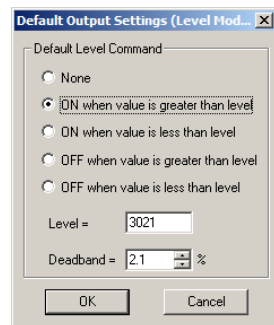 Default Output Settings (Level Mod...
Default Level Command
None
ON when value is greater than level
ON when value is less than level
OFF when value is greater than level
OFF when value is less than level
Level = 3021
Deadband = 2.1 %
OK Cancel